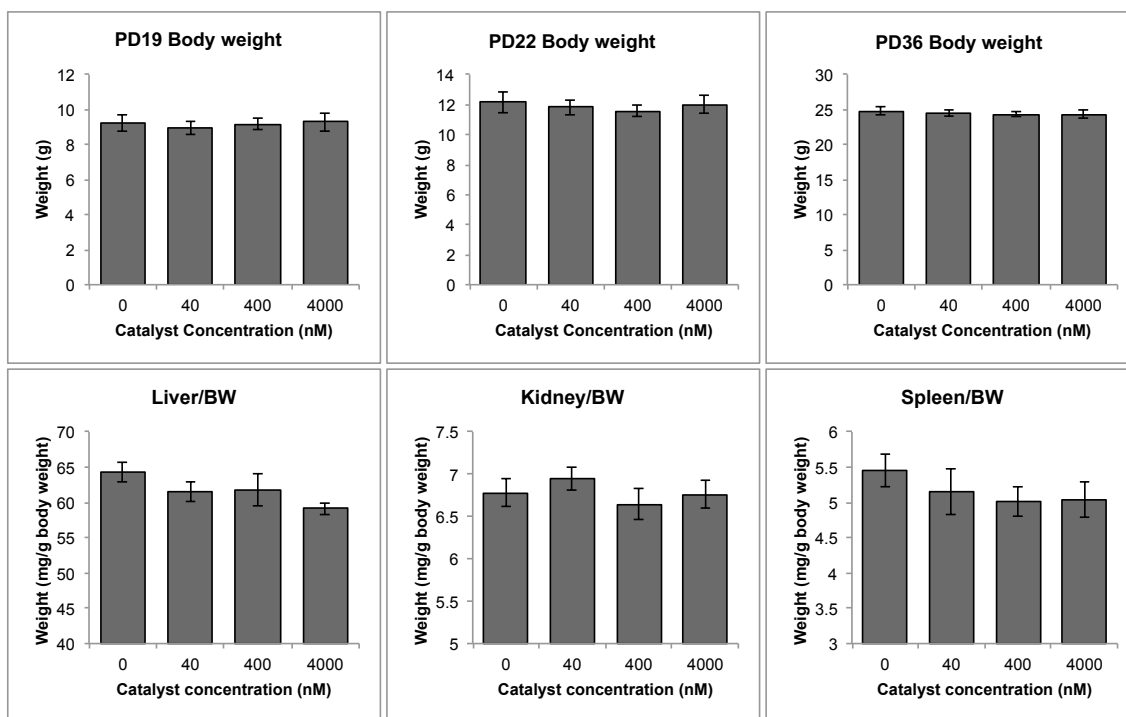 PD19 Body weight
Weight (g)
12
10
8
6
4
2
0
0 40 400 4000
Catalyst Concentration (nM)
PD22 Body weight
Weight (g)
14
12
10
8
6
4
2
0
0 40 400 4000
Catalyst Concentration (nM)
PD36 Body weight
Weight (g)
30
25
20
15
10
5
0
0 40 400 4000
Catalyst Concentration (nM)
Liver/BW
Weight (mg/g body weight)
70
65
60
55
50
45
40
0 40 400 4000
Catalyst concentration (nM)
Kidney/BW
Weight (mg/g body weight)
7.5
7
6.5
6
5.5
5
0 40 400 4000
Catalyst concentration (nM)
Spleen/BW
Weight (mg/g body weight)
6
5.5
5
4.5
4
3.5
3
0 40 400 4000
Catalyst concentration (nM)